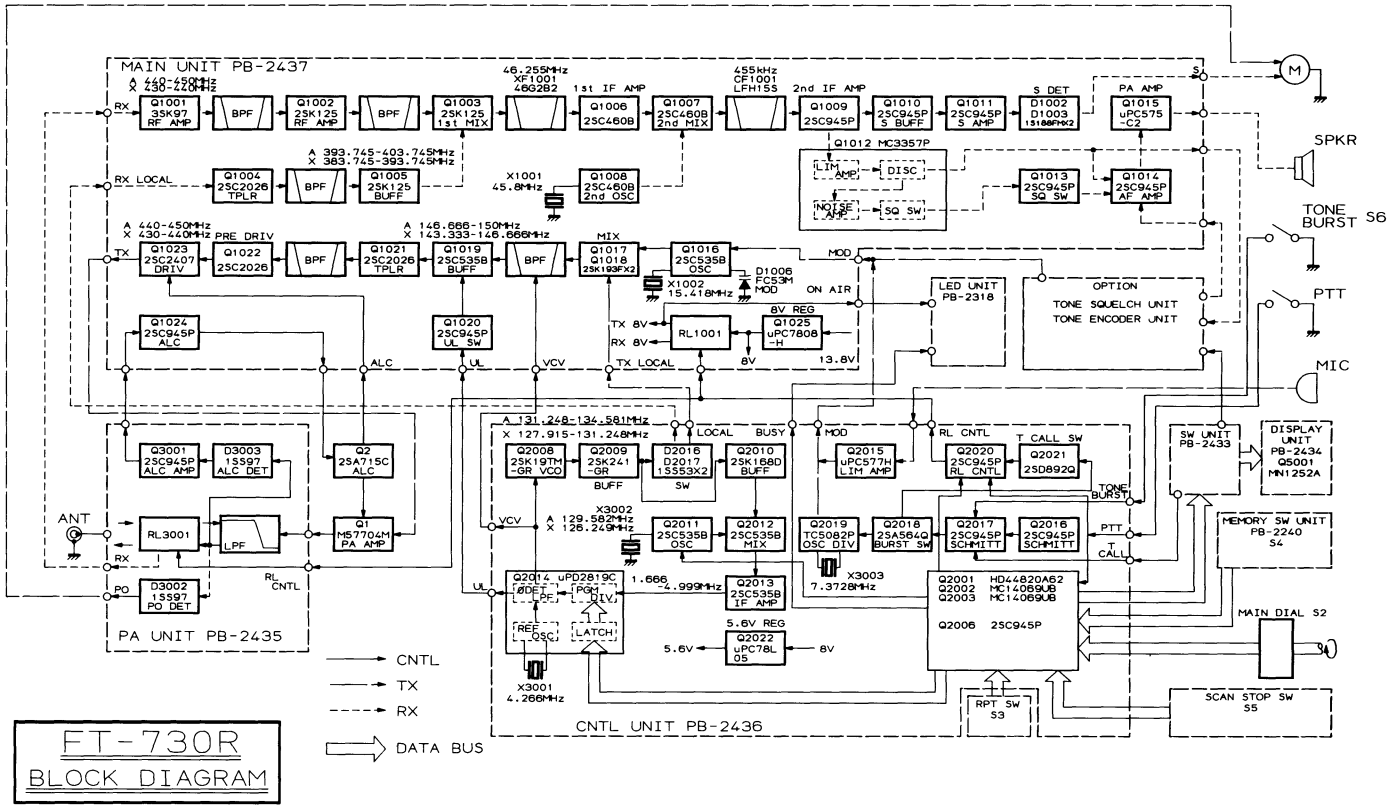 MAIN UNIT PB-2437
A 440-450MHz
X 430-440MHz
RX
Q1001
3SK97
RF AMP
BPF
Q1002
2SK125
RF AMP
BPF
Q1003
2SK125
1st MIX
46.255MHz
XF1001
46G2B2
1st IF AMP
Q1006
2SC460B
Q1007
2SC460B
2nd MIX
455kHz
CF1001
LFH15S
2nd IF AMP
Q1009
2SC945P
Q1010
2SC945P
S BUFF
Q1011
2SC945P
S AMP
S DET
D1002
D1003
1S188FMX2
PA AMP
Q1015
uPC575
-C2
S
M
SPKR
A 393.745-403.745MHz
X 383.745-393.745MHz
RX LOCAL
Q1004
2SC2026
TPLR
BPF
Q1005
2SK125
BUFF
X1001
45.8MHz
Q1008
2SC460B
2nd OSC
Q1012 MC3357P
LIM
AMP
DISC
NOISE
AMP
SQ SW
Q1013
2SC945P
SQ SW
Q1014
2SC945P
AF AMP
TONE
BURST S6
A 440-450MHz
X 430-440MHz
TX
Q1023
2SC2407
DRIV
PRE DRIV
Q1022
2SC2026
BPF
Q1021
2SC2026
TPLR
A 146.666-150MHz
X 143.333-146.666MHz
Q1019
2SC535B
BUFF
BPF
MIX
Q1017
Q1018
2SK193FX2
Q1016
2SC535B
OSC
X1002
15.418MHz
D1006
FC53M
MOD
MOD
ON AIR
LED UNIT
PB-2318
OPTION
TONE SQUELCH UNIT
TONE ENCODER UNIT
PTT
Q1024
2SC945P
ALC
Q1020
2SC945P
UL SW
TX 8V
RX 8V
RL1001
8V REG
Q1025
uPC7808
-H
8V
13.8V
ALC
UL
VCV
TX LOCAL
MIC
Q3001
2SC945P
ALC AMP
D3003
1SS97
ALC DET
Q2
2SA715C
ALC
A 131.248-134.581MHz
X 127.915-131.248MHz
LOCAL
BUSY
MOD
RL CNTL
T CALL SW
Q2008
2SK19TM
-GR VCO
Q2009
2SK241
-GR
BUFF
D2016
D2017
1SS53X2
SW
Q2010
2SK168D
BUFF
Q2015
uPC577H
LIM AMP
Q2020
2SC945P
RL CNTL
Q2021
2SD892Q
SW UNIT
PB-2433
DISPLAY
UNIT
PB-2434
Q5001
MN1252A
TONE
BURST
ANT
RL3001
LPF
Q1
M57704M
PA AMP
VCV
A 129.582MHz
X 126.249MHz
X3002
Q2011
2SC535B
OSC
Q2012
2SC535B
MIX
Q2019
TC5082P
OSC DIV
Q2018
2SA564Q
BURST SW
Q2017
2SC945P
SCHMITT
Q2016
2SC945P
SCHMITT
PTT
T
CALL
MEMORY SW UNIT
PB-2240
S4
RX
RL
CNTL
PO
D3002
1SS97
PO DET
PA UNIT PB-2435
UL
Q2014 uPD2819C
ØDET
LPF
PGM
DIV
REF
OSC
LATCH
1.666
-4.999MHz
Q2013
2SC535B
IF AMP
X3003
7.3728MHz
Q2001 HD44820A62
Q2002 MC14069UB
Q2003 MC14069UB
Q2006 2SC945P
MAIN DIAL S2
5.6V REG
5.6V
Q2022
uPC78L
05
8V
X3001
4.266MHz
CNTL UNIT PB-2436
RPT SW
S3
SCAN STOP SW
S5
CNTL
TX
RX
DATA BUS
FT-730R
BLOCK DIAGRAM